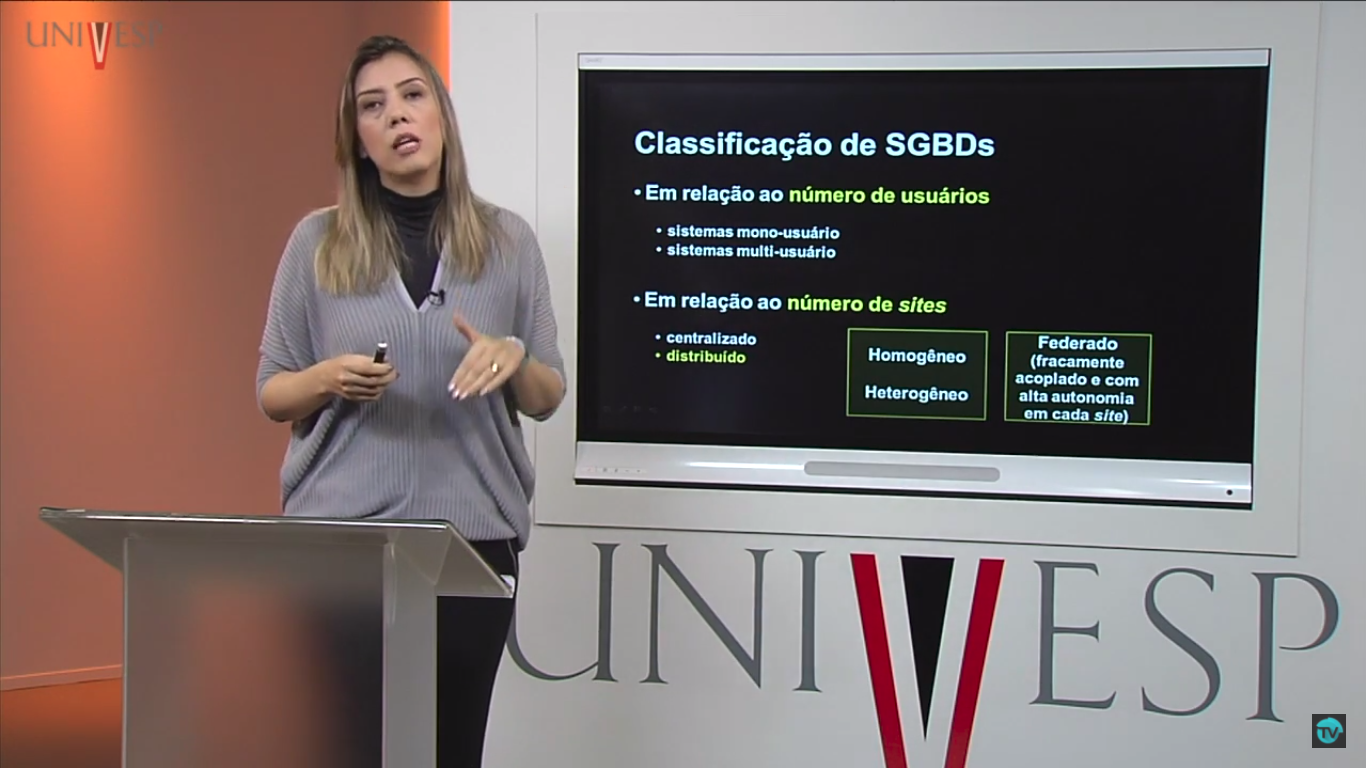 UNIVESP
Classificação de SGBDs
• Em relação ao número de usuários
• sistemas mono-usuário
• sistemas multi-usuário
• Em relação ao número de sites
• centralizado
• distribuído
Homogêneo
Heterogêneo
Federado
(fracamente
acoplado e com
alta autonomia
em cada site)
UNIVESP
TV